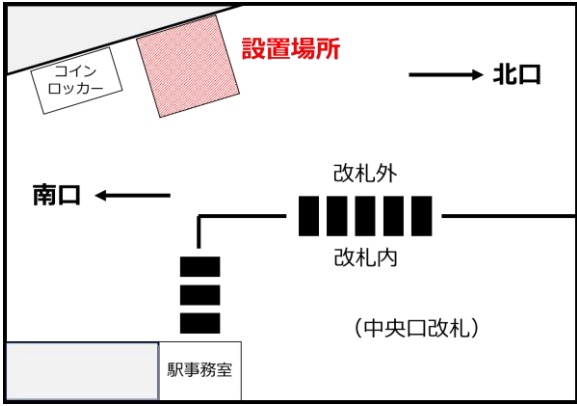 設置場所
コイン
ロッカー
北口
南口
改札外
改札内
（中央口改札）
駅事務室